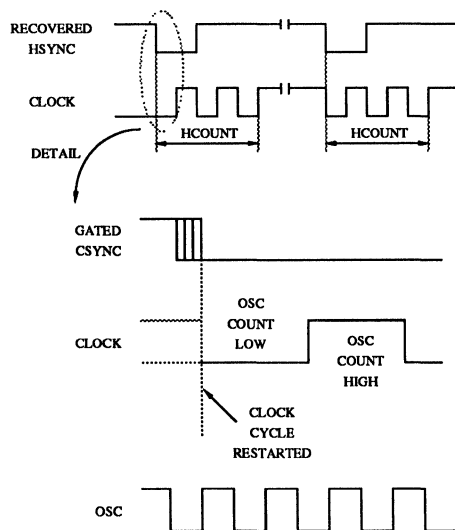 RECOVERED
HSYNC
CLOCK
HCOUNT
HCOUNT
DETAIL
GATED
CSYNC
OSC
COUNT
LOW
CLOCK
OSC
COUNT
HIGH
CLOCK
CYCLE
RESTARTED
OSC